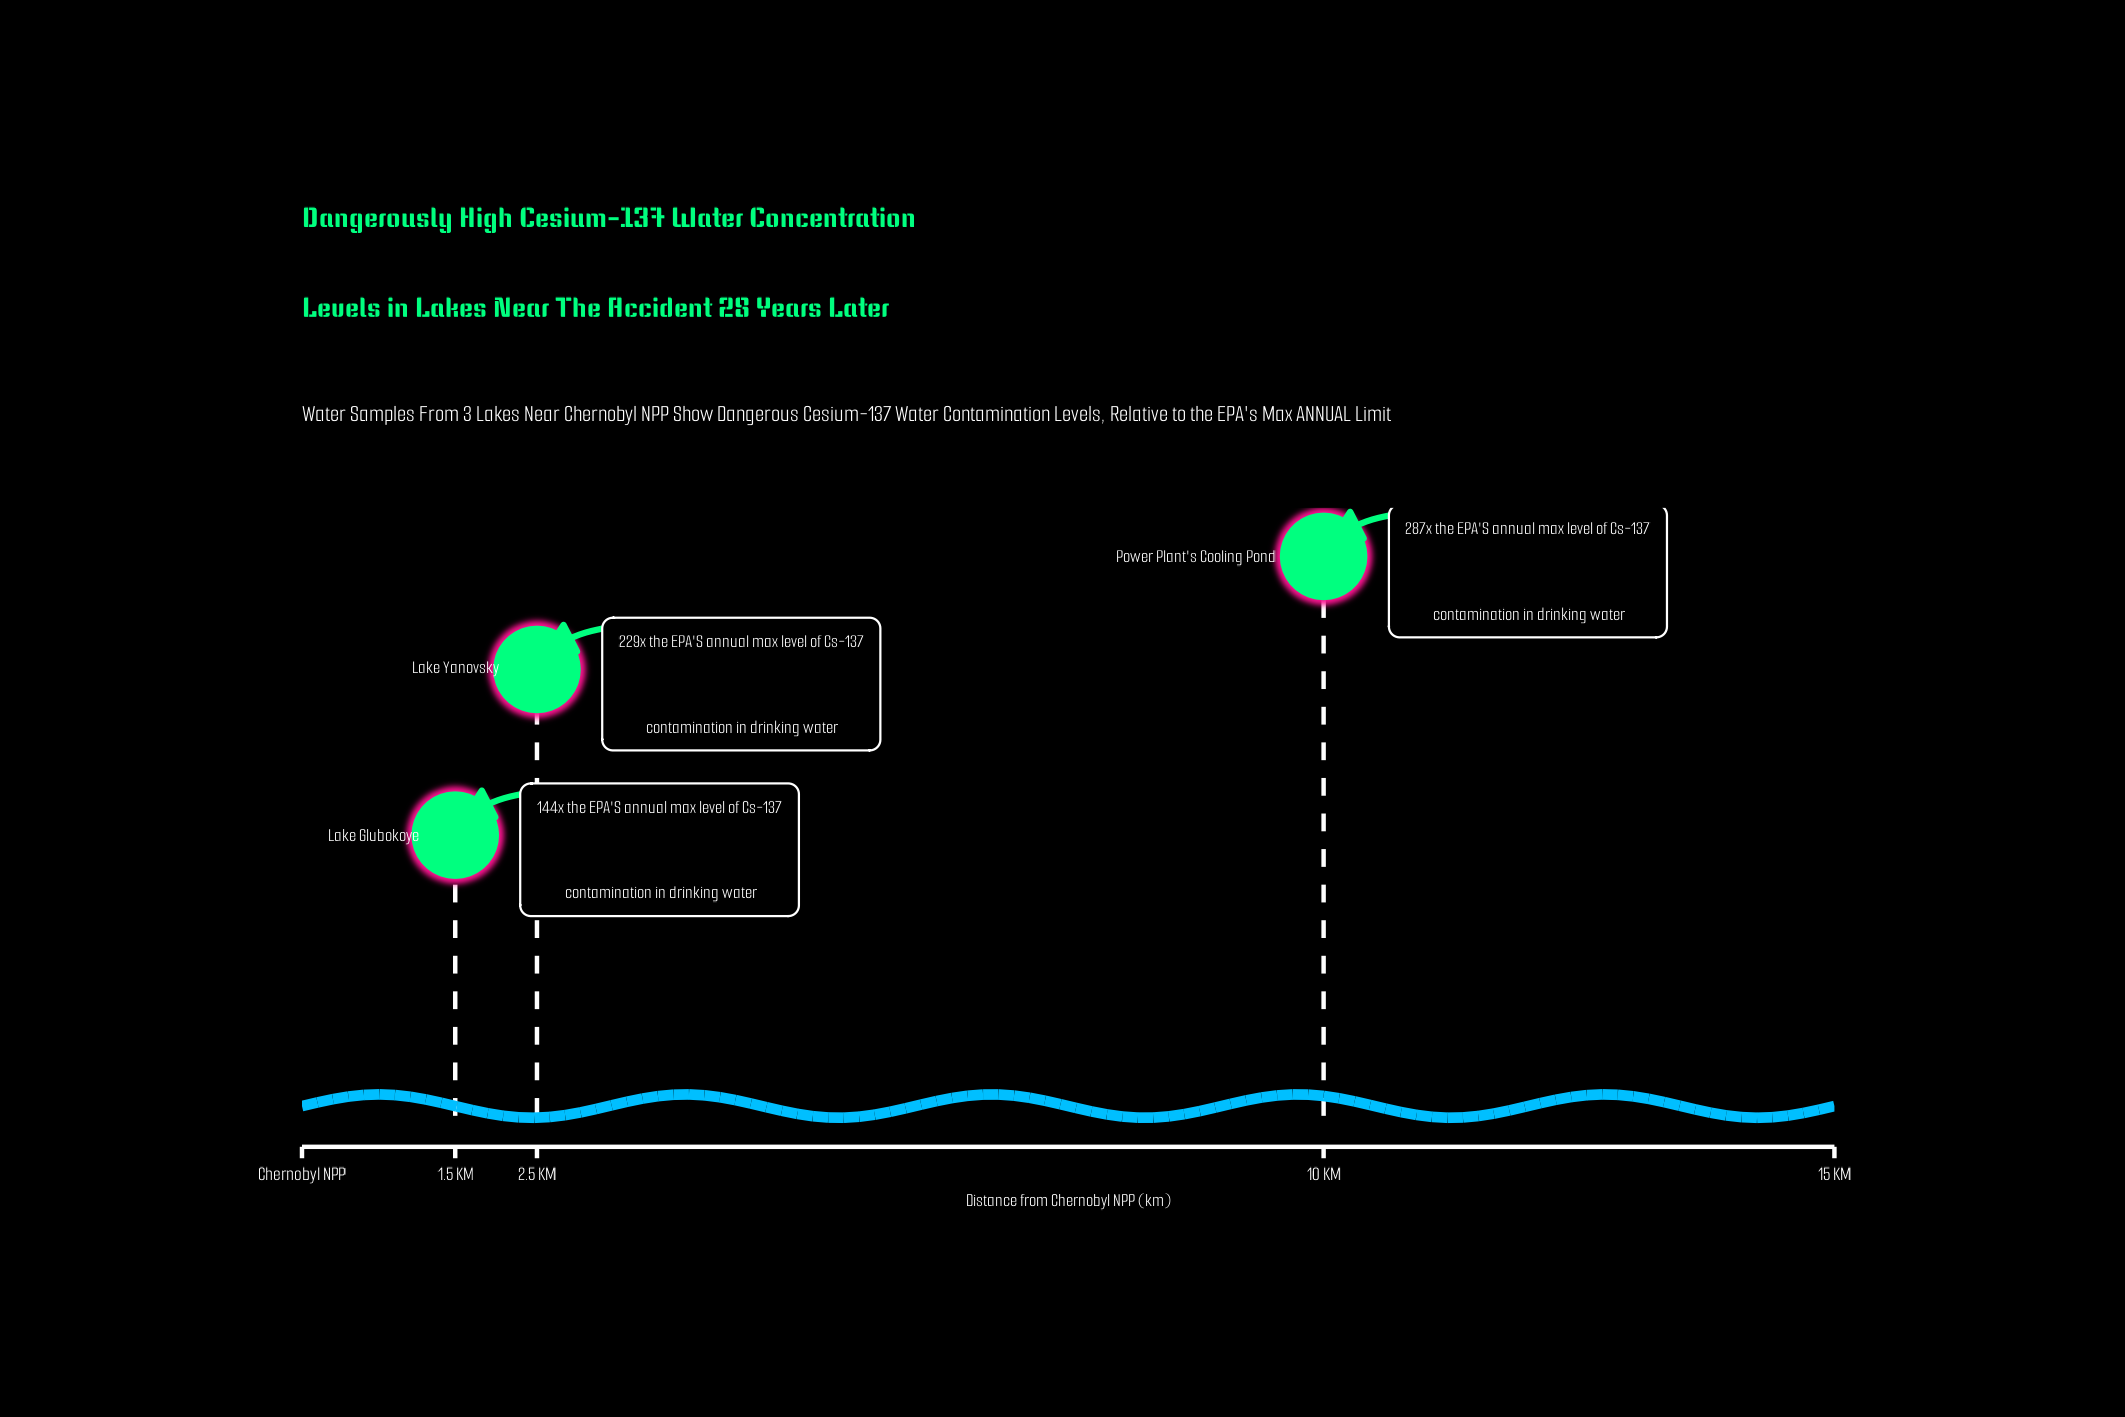 Dangerously High Cesium-137 Water Concentration
Levels in Lakes Near The Accident 25 Years Later
Water Samples From 3 Lakes Near Chernobyl NPP Show Dangerous Cesium-137 Water Contamination Levels, Relative to the EPA's Max ANNUAL Limit
287x the EPA'S annual max level of Cs-137
Power Plant's Cooling Pond
contamination in drinking water
229x the EPA'S annual max level of Cs-137
Lake Yanovsky
contamination in drinking water
144x the EPA'S annual max level of Cs-137
Lake Glubokoye
contamination in drinking water
Chernobyl NPP
1.5 KM
2.5 KM
10 KM
15 KM
Distance from Chernobyl NPP (km)